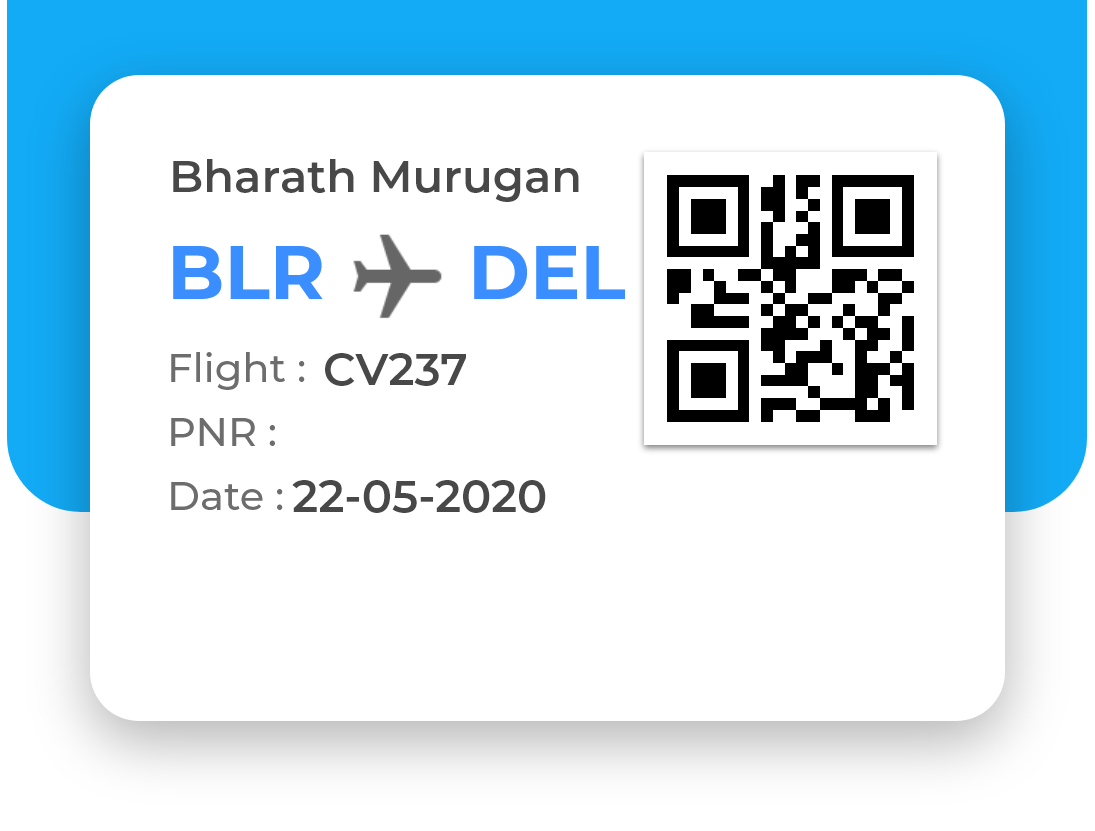 Bharath Murugan
BLR DEL
Flight : CV237
PNR :
Date : 22-05-2020